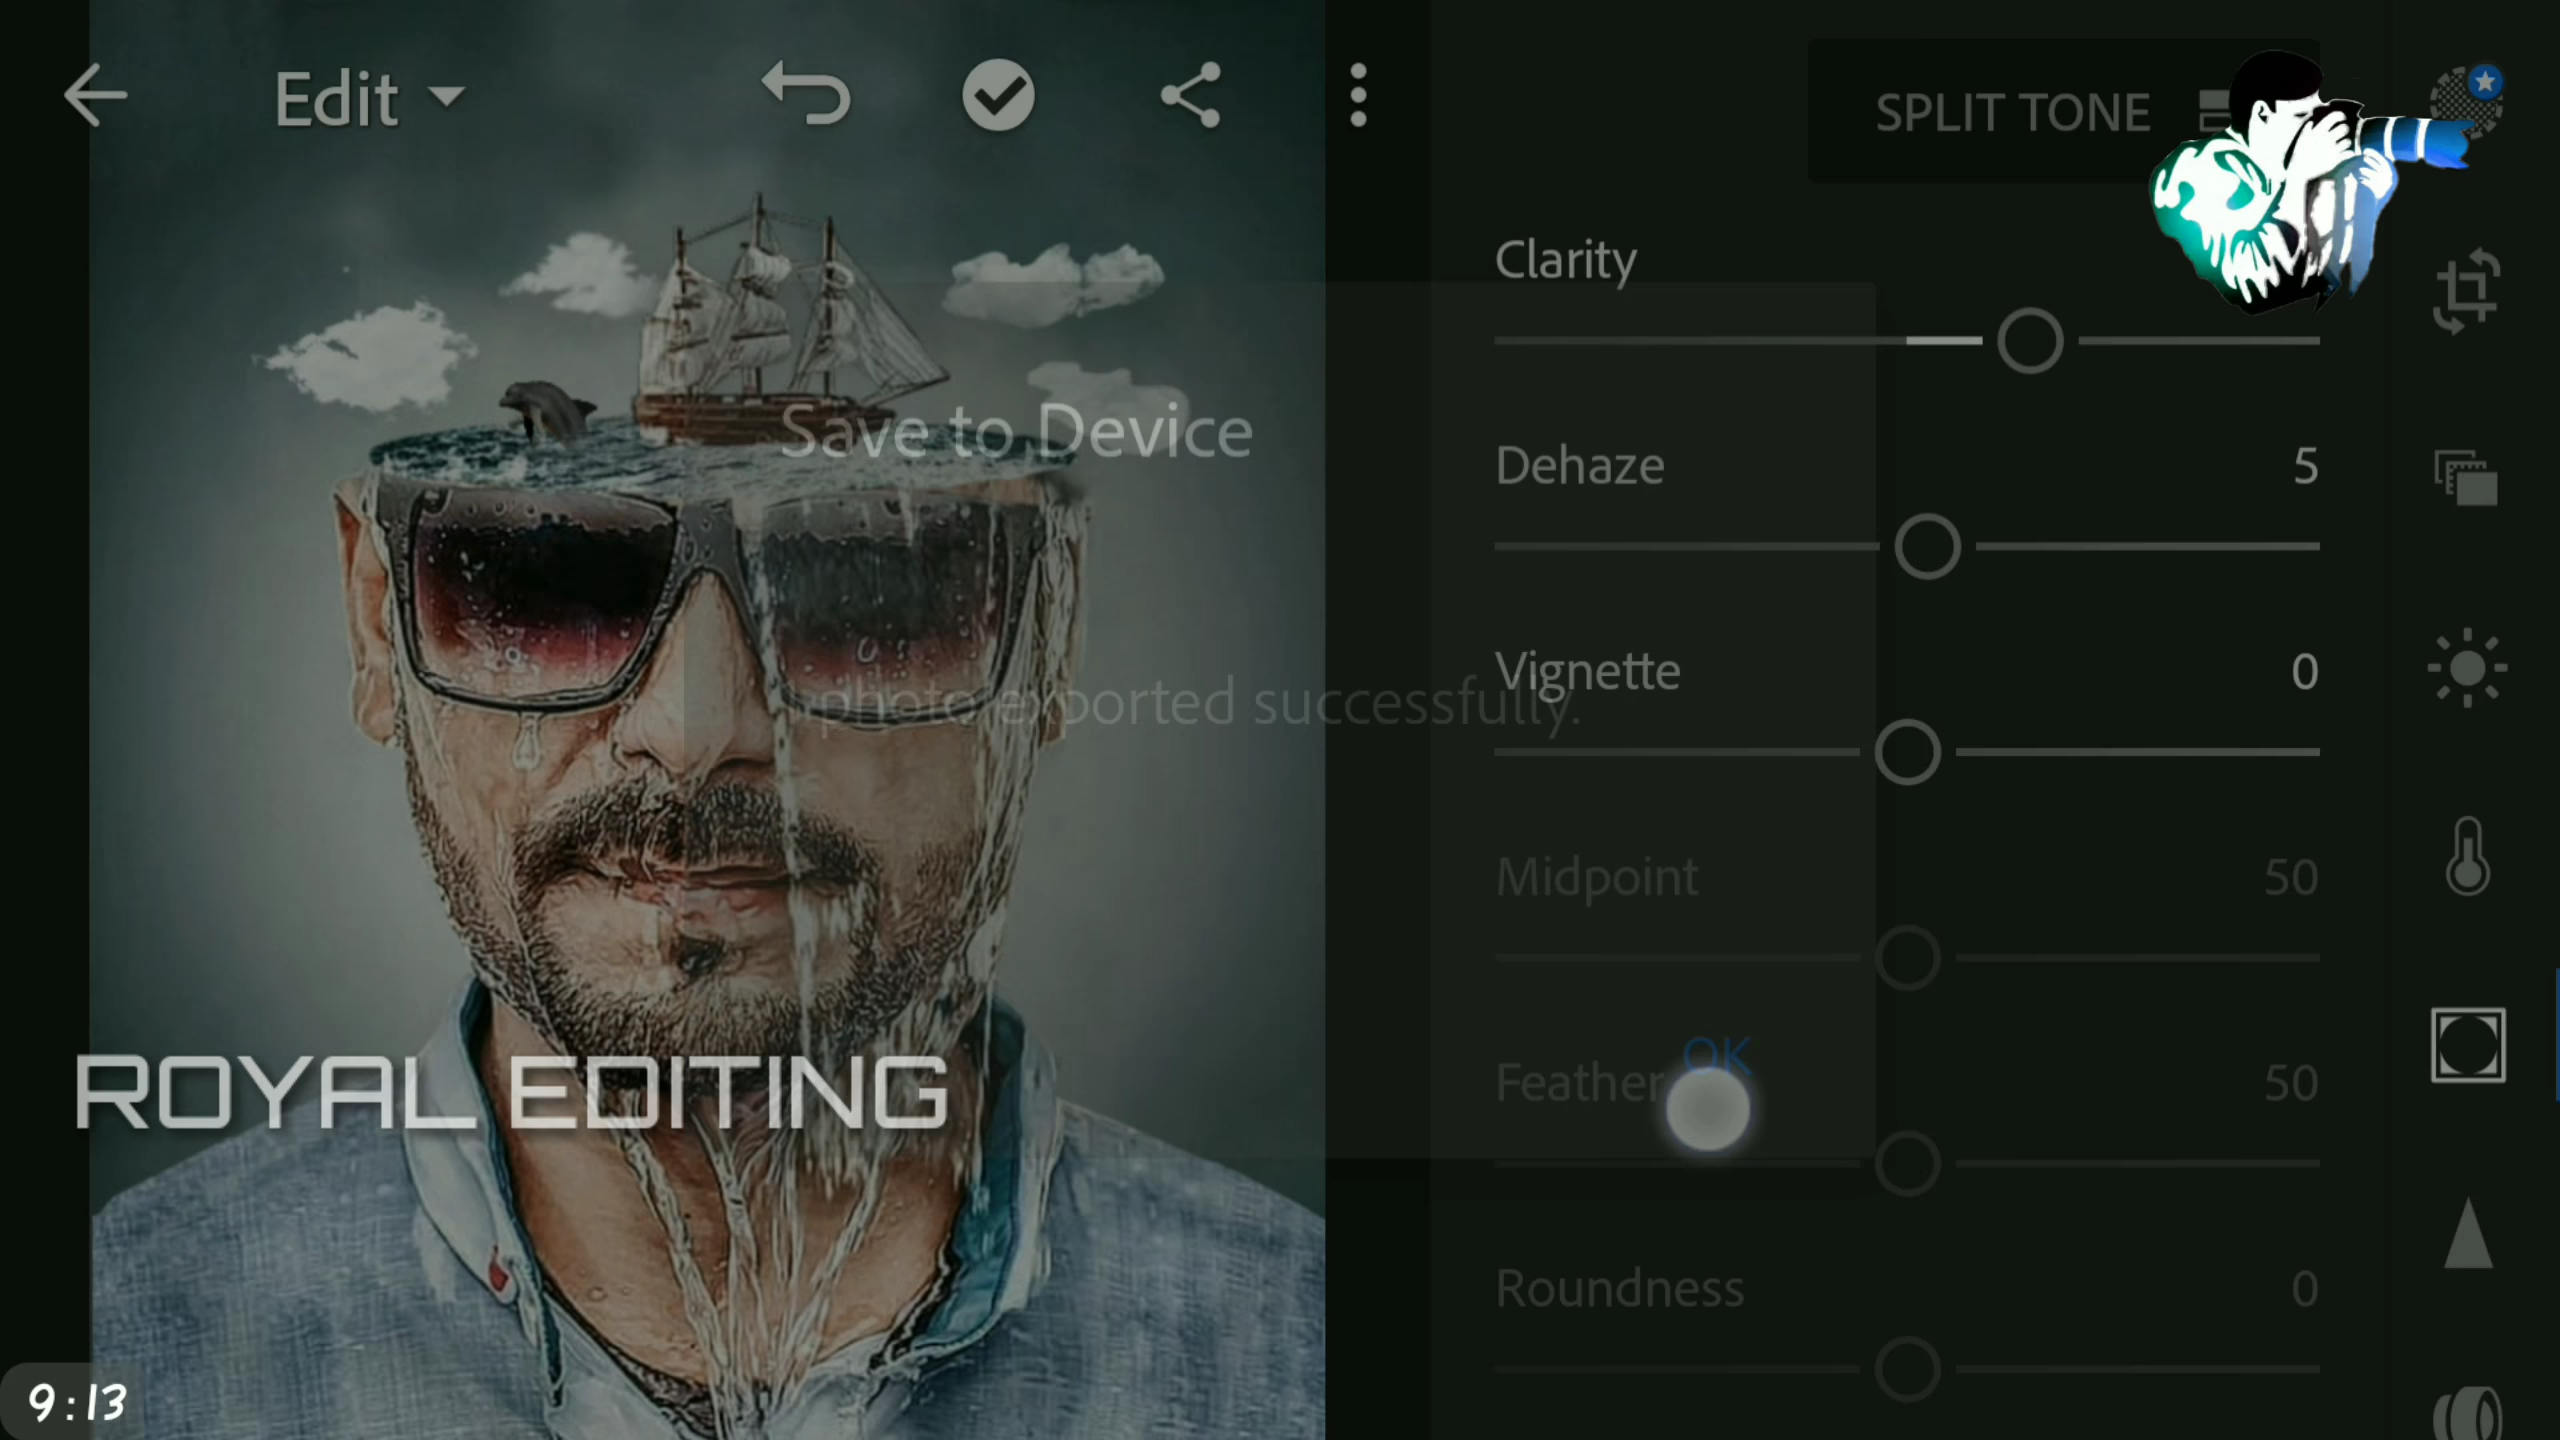 Edit
SPLIT TONE
Clarity
Save to Device
Dehaze 5
Vignette 0
photo exported successfully.
Midpoint 50
OK
Feather 50
ROYAL EDITING
Roundness 0
9:13